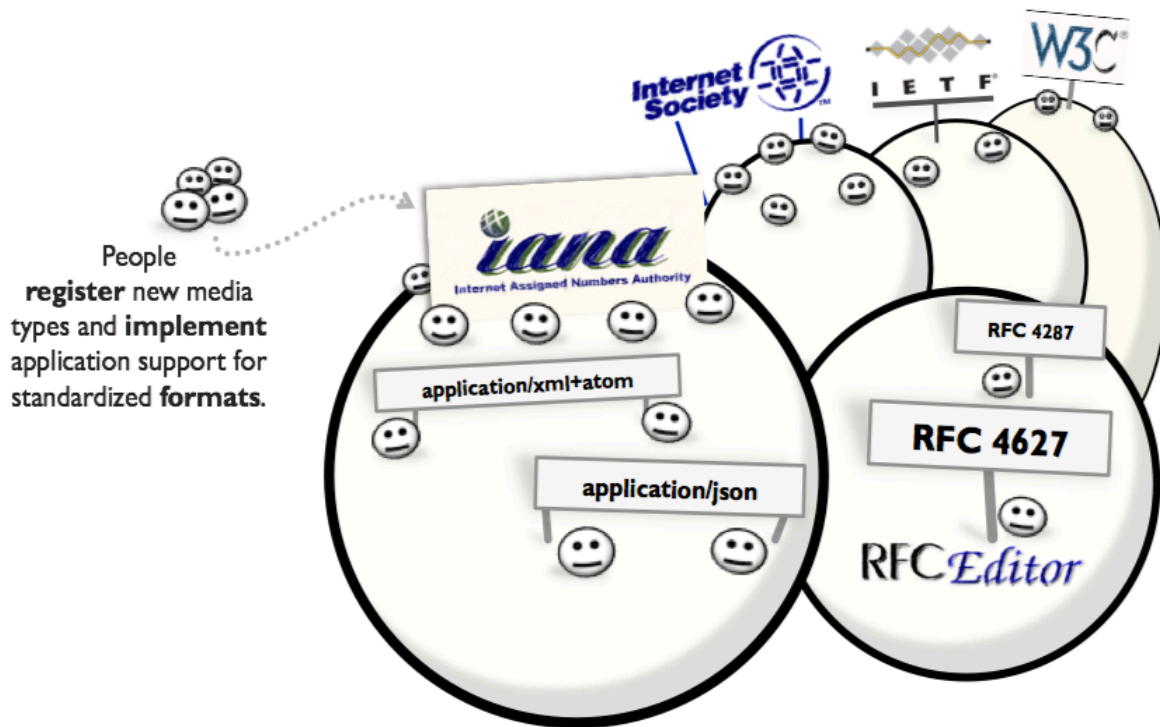 Internet
Society
TM
I E T F®
W3C®
iana
Internet Assigned Numbers Authority
People
register new media
types and implement
application support for
standardized formats.
application/xml+atom
application/json
RFC 4287
RFC 4627
RFC Editor